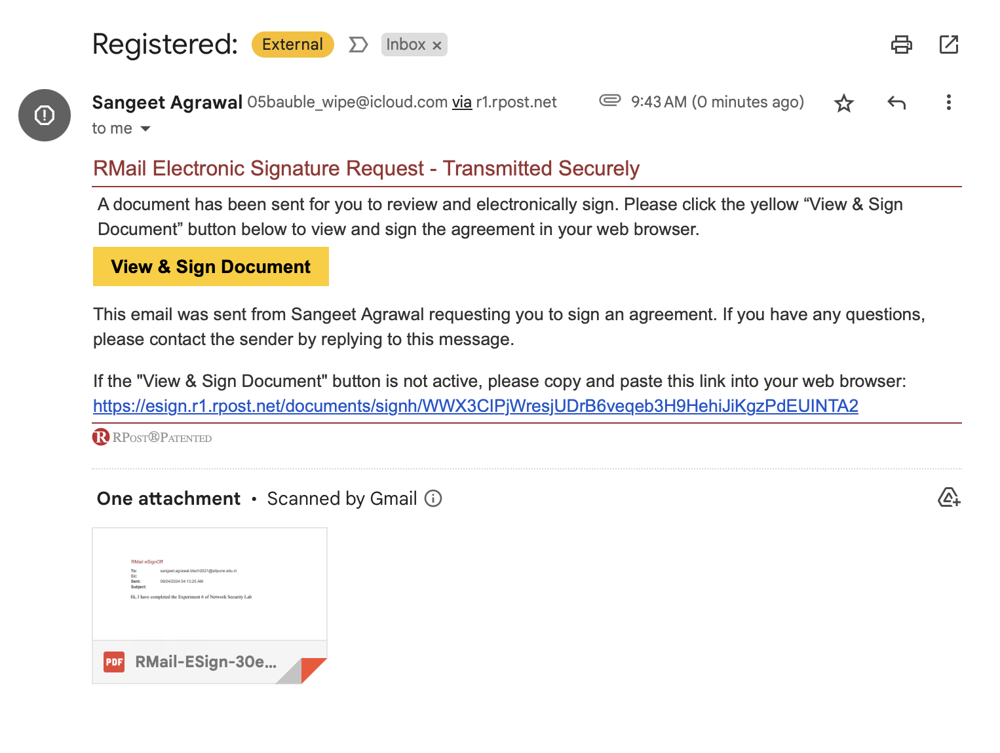 Registered: External Inbox ×
Sangeet Agrawal 05bauble_wipe@icloud.com via r1.rpost.net 9:43 AM (0 minutes ago)
to me
RMail Electronic Signature Request - Transmitted Securely
A document has been sent for you to review and electronically sign. Please click the yellow “View & Sign
Document” button below to view and sign the agreement in your web browser.
View & Sign Document
This email was sent from Sangeet Agrawal requesting you to sign an agreement. If you have any questions,
please contact the sender by replying to this message.
If the "View & Sign Document" button is not active, please copy and paste this link into your web browser:
https://esign.r1.rpost.net/documents/signh/WWX3CIPjWresjUDrB6veqeb3H9HehiJiKgzPdEUINTA2
R RPost®Patented
One attachment • Scanned by Gmail
RMail eSignOff
To: sangeet.agrawal.btech2021@sitpune.edu.in
Cc:
Sent: 09/24/2024 04:13:25 AM
Subject:
Hi, I have completed the Experiment 6 of Network Security Lab
PDF RMail-ESign-30e...